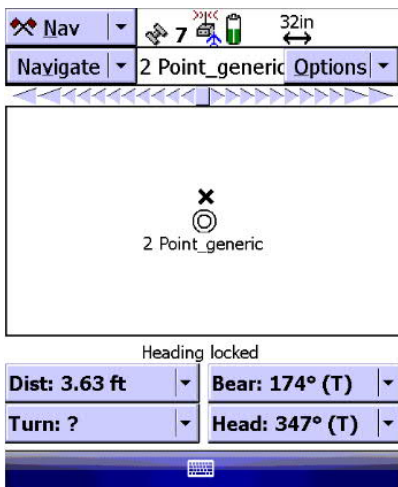 Nav 7 32in
Navigate 2 Point_generic Options
2 Point_generic
Heading locked
Dist: 3.63 ft Bear: 174° (T)
Turn: ? Head: 347° (T)